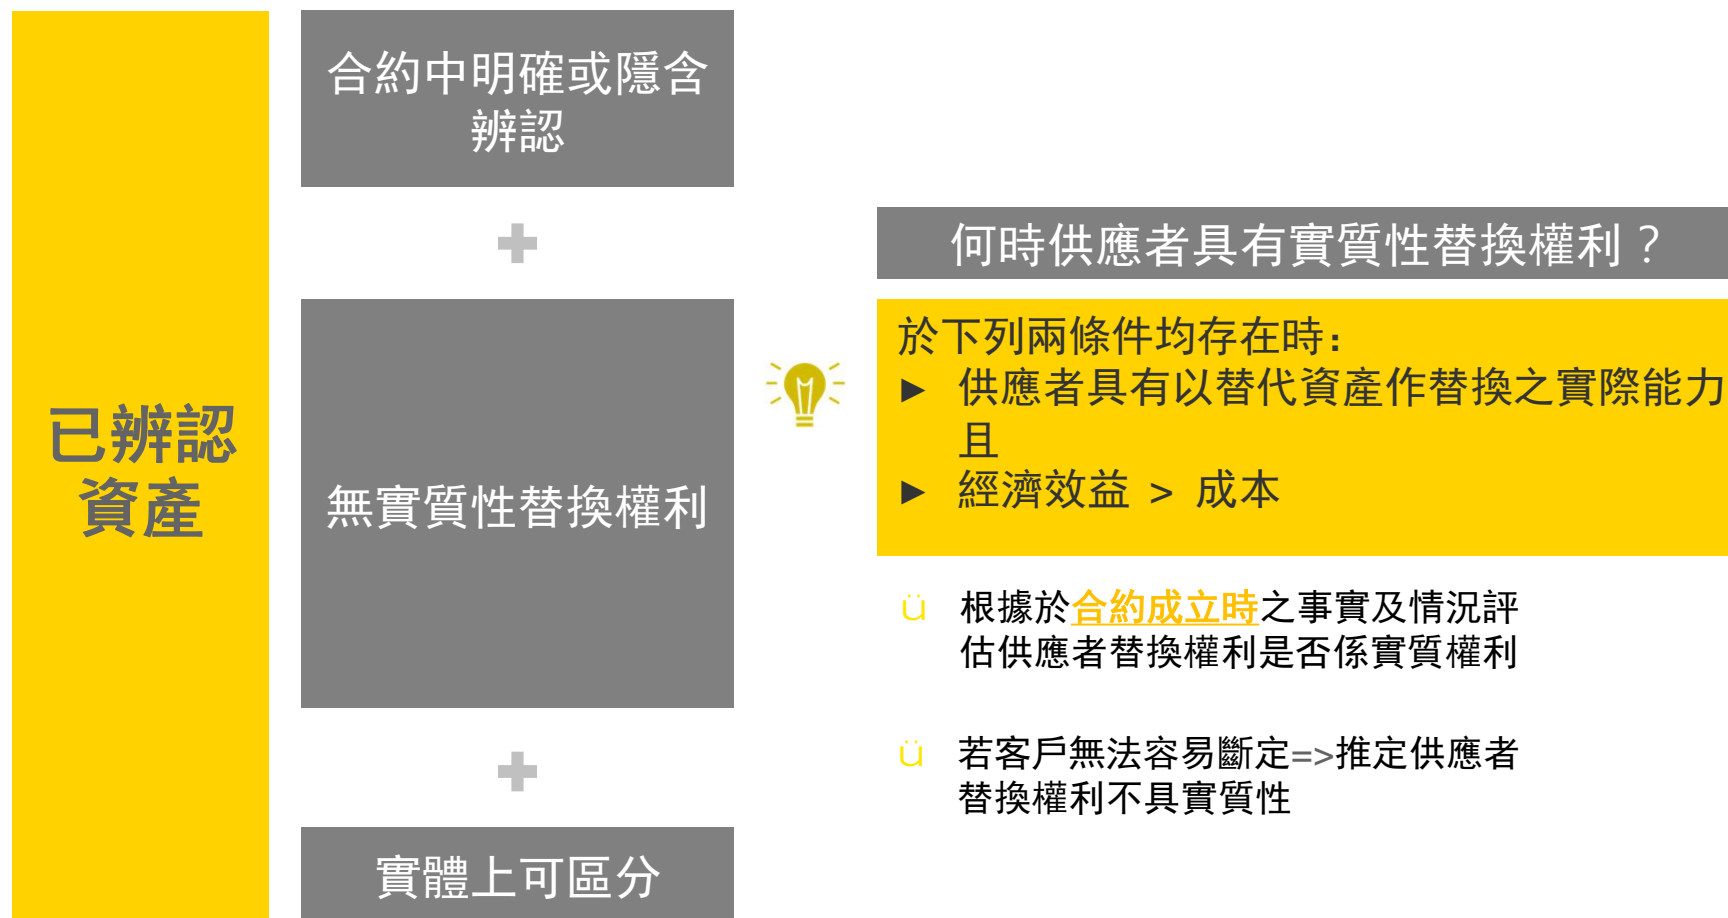 已辨認
資產
合約中明確或隱含
辨認
無實質性替換權利
實體上可區分
何時供應者具有實質性替換權利？
於下列兩條件均存在時：
► 供應者具有以替代資產作替換之實際能力
且
► 經濟效益 > 成本
ü 根據於合約成立時之事實及情況評
估供應者替換權利是否係實質權利
ü 若客戶無法容易斷定=>推定供應者
替換權利不具實質性